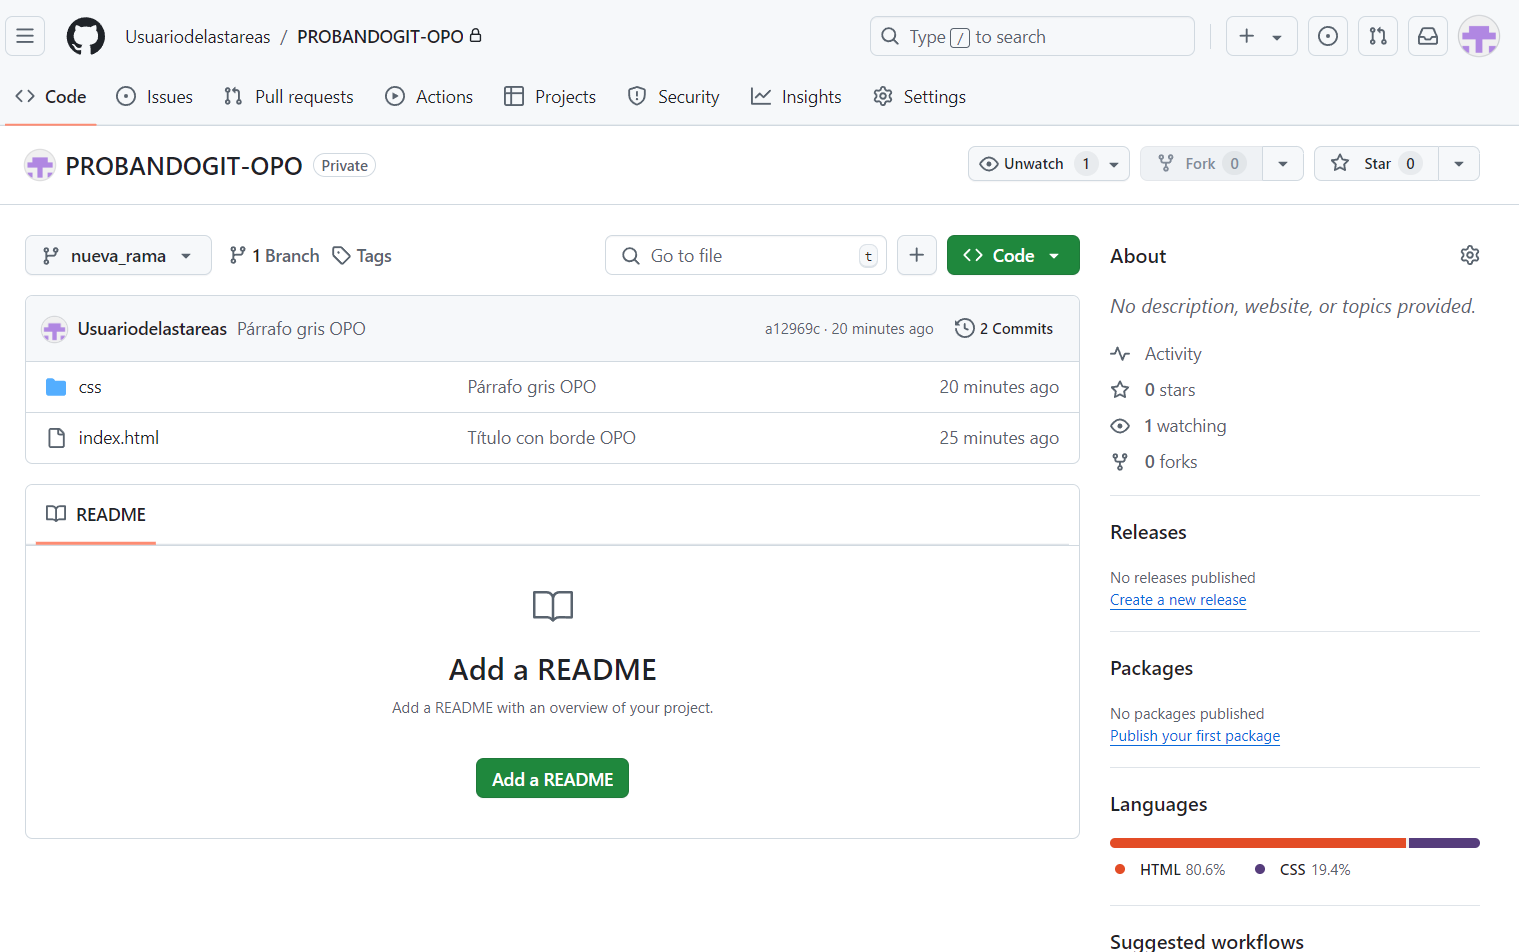 Usuariodelastareas / PROBANDOGIT-OPO
Type / to search
Code Issues Pull requests Actions Projects Security Insights Settings
PROBANDOGIT-OPO Private
Unwatch 1 Fork 0 Star 0
nueva_rama 1 Branch Tags
Go to file t
Code
Usuariodelastareas Párrafo gris OPO a12969c · 20 minutes ago 2 Commits
css Párrafo gris OPO 20 minutes ago
index.html Título con borde OPO 25 minutes ago
README
Add a README
Add a README with an overview of your project.
Add a README
About
No description, website, or topics provided.
Activity
0 stars
1 watching
0 forks
Releases
No releases published
Create a new release
Packages
No packages published
Publish your first package
Languages
HTML 80.6% CSS 19.4%
Suggested workflows